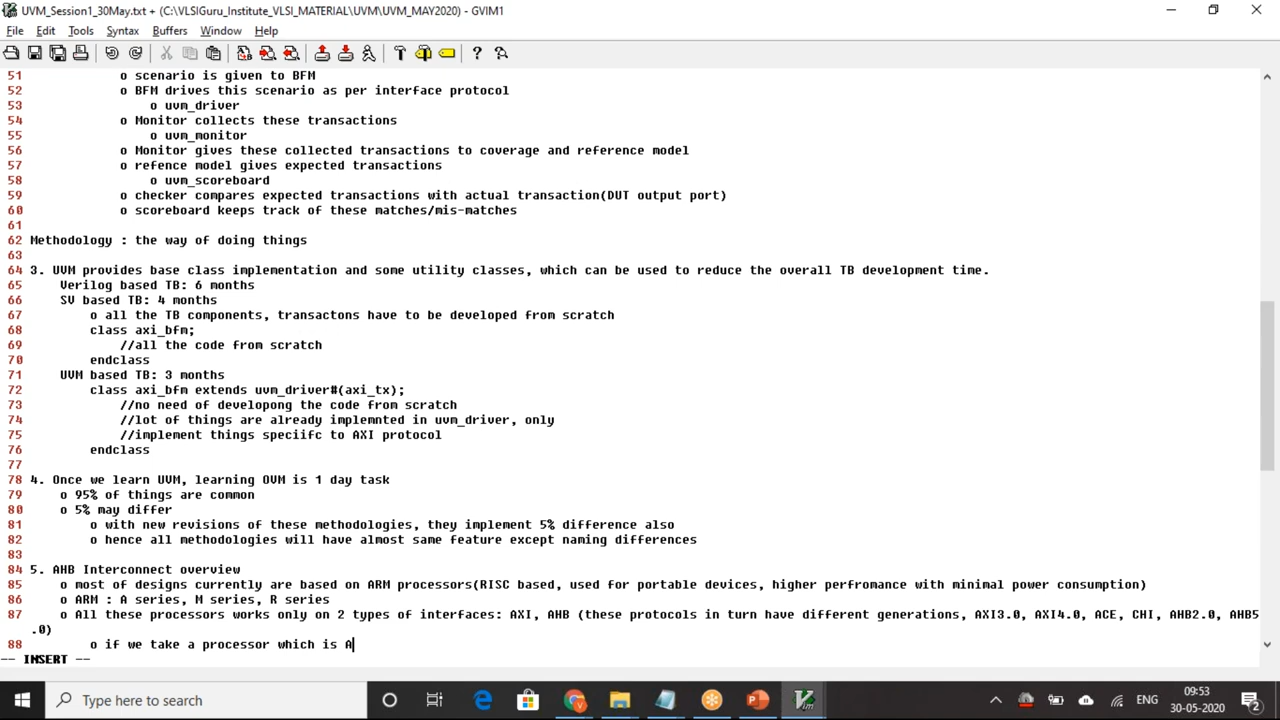 UVM_Session1_30May.txt + (C:\VLSIGuru_Institute_VLSI_MATERIAL\UVM\UVM_MAY2020) - GVIM1
File Edit Tools Syntax Buffers Window Help
51 o scenario is given to BFM
52 o BFM drives this scenario as per interface protocol
53 o uvm_driver
54 o Monitor collects these transactions
55 o uvm_monitor
56 o Monitor gives these collected transactions to coverage and reference model
57 o refence model gives expected transactions
58 o uvm_scoreboard
59 o checker compares expected transactions with actual transaction(DUT output port)
60 o scoreboard keeps track of these matches/mis-matches
61
62 Methodology : the way of doing things
63
64 3. UVM provides base class implementation and some utility classes, which can be used to reduce the overall TB development time.
65 Verilog based TB: 6 months
66 SV based TB: 4 months
67 o all the TB components, transactons have to be developed from scratch
68 class axi_bfm;
69 //all the code from scratch
70 endclass
71 UVM based TB: 3 months
72 class axi_bfm extends uvm_driver#(axi_tx);
73 //no need of developong the code from scratch
74 //lot of things are already implemnted in uvm_driver, only
75 //implement things speciifc to AXI protocol
76 endclass
77
78 4. Once we learn UVM, learning OVM is 1 day task
79 o 95% of things are common
80 o 5% may differ
81 o with new revisions of these methodologies, they implement 5% difference also
82 o hence all methodologies will have almost same feature except naming differences
83
84 5. AHB Interconnect overview
85 o most of designs currently are based on ARM processors(RISC based, used for portable devices, higher perfromance with minimal power consumption)
86 o ARM : A series, M series, R series
87 o All these processors works only on 2 types of interfaces: AXI, AHB (these protocols in turn have different generations, AXI3.0, AXI4.0, ACE, CHI, AHB2.0, AHB5
.0)
88 o if we take a processor which is A
-- INSERT --
Type here to search
ENG
09:53
30-05-2020
2